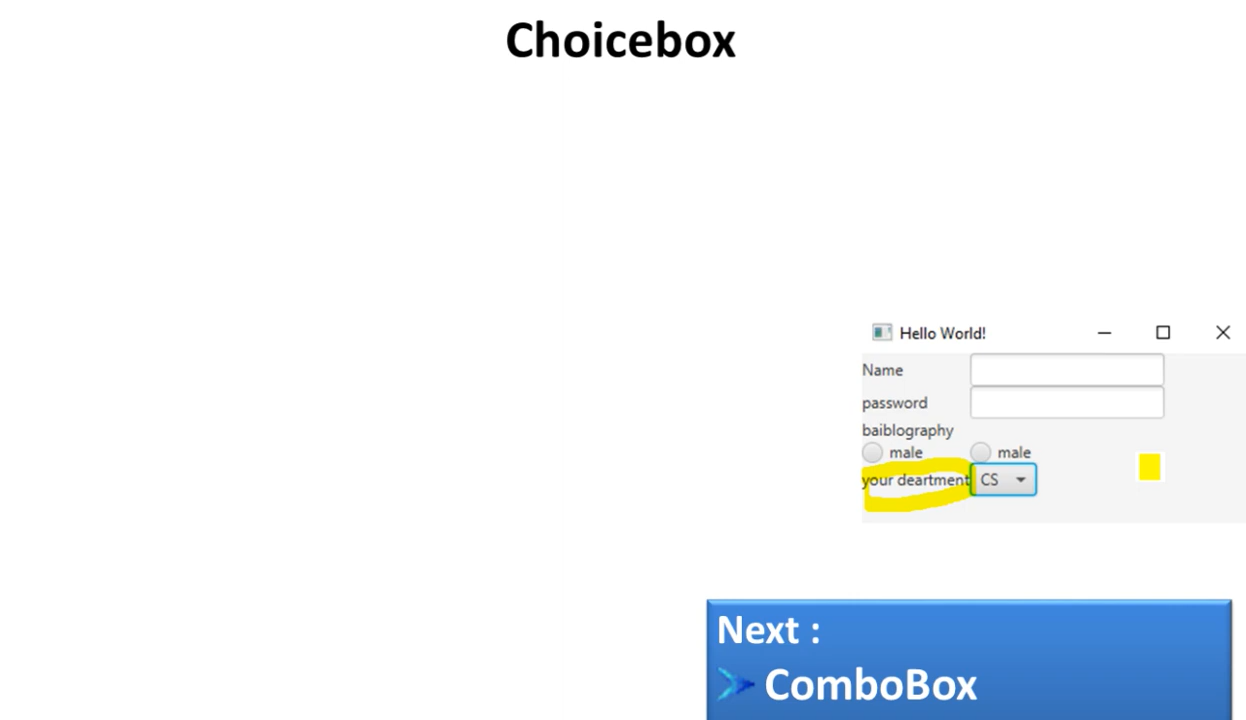 Choicebox
Hello World!
Name
password
baiblography
male male
your deartment CS
Next :
ComboBox